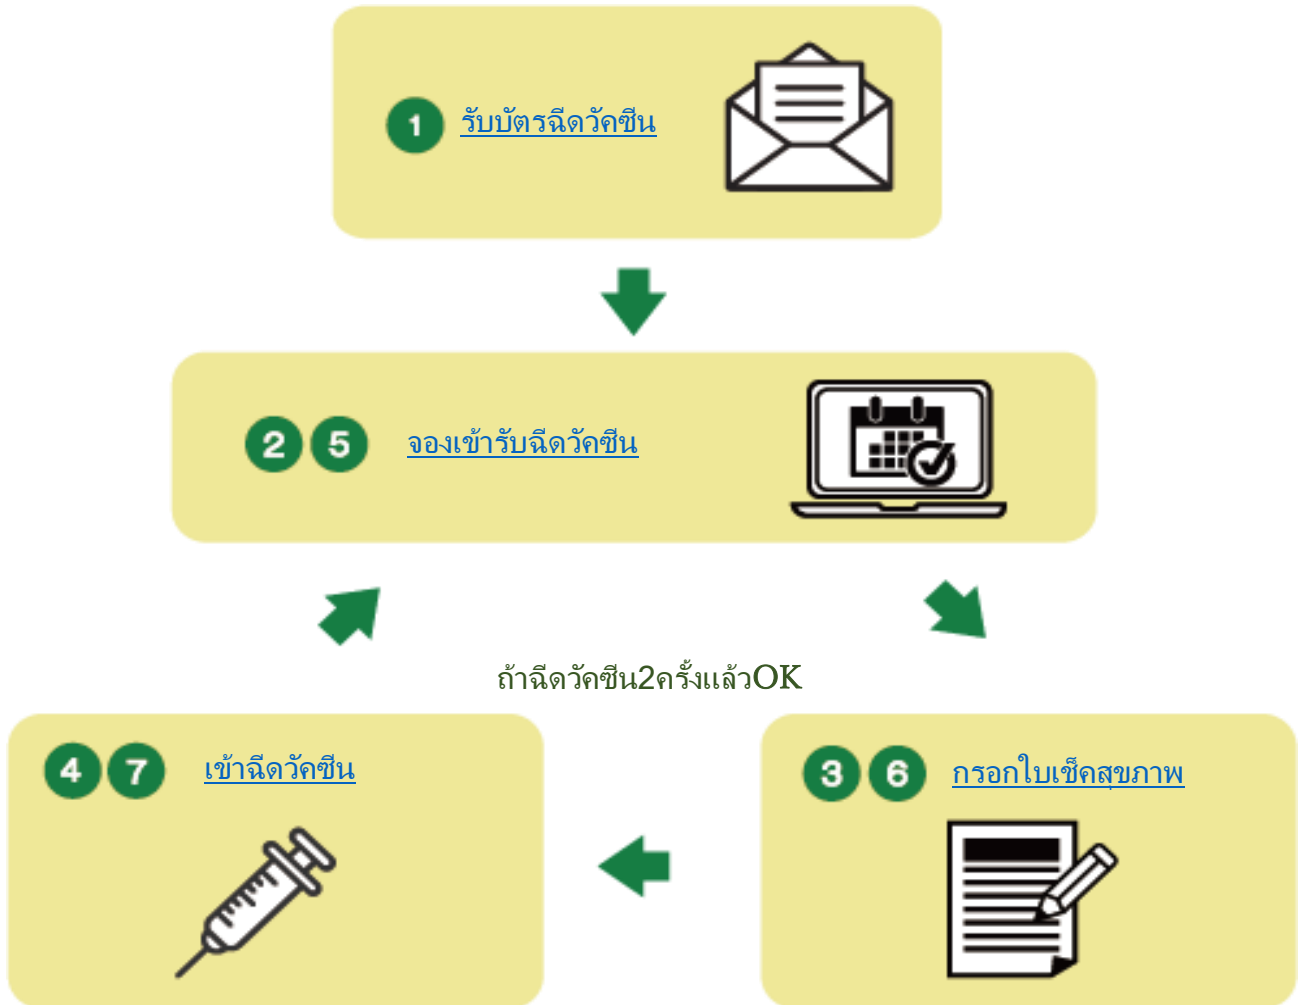 1 รับบัตรฉีดวัคซีน
2 5 จองเข้ารับฉีดวัคซีน
ถ้าฉีดวัคซีน2ครั้งแล้วOK
4 7 เข้าฉีดวัคซีน
3 6 กรอกใบเช็คสุขภาพ